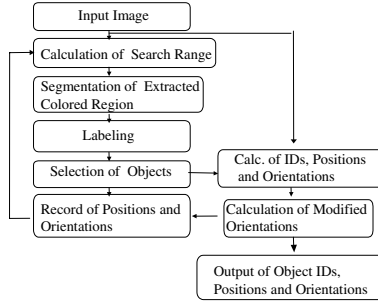 Input Image
Calculation of Search Range
Segmentation of Extracted
Colored Region
Labeling
Selection of Objects
Calc. of IDs, Positions
and Orientations
Record of Positions and
Orientations
Calculation of Modified
Orientations
Output of Object IDs,
Positions and Orientations